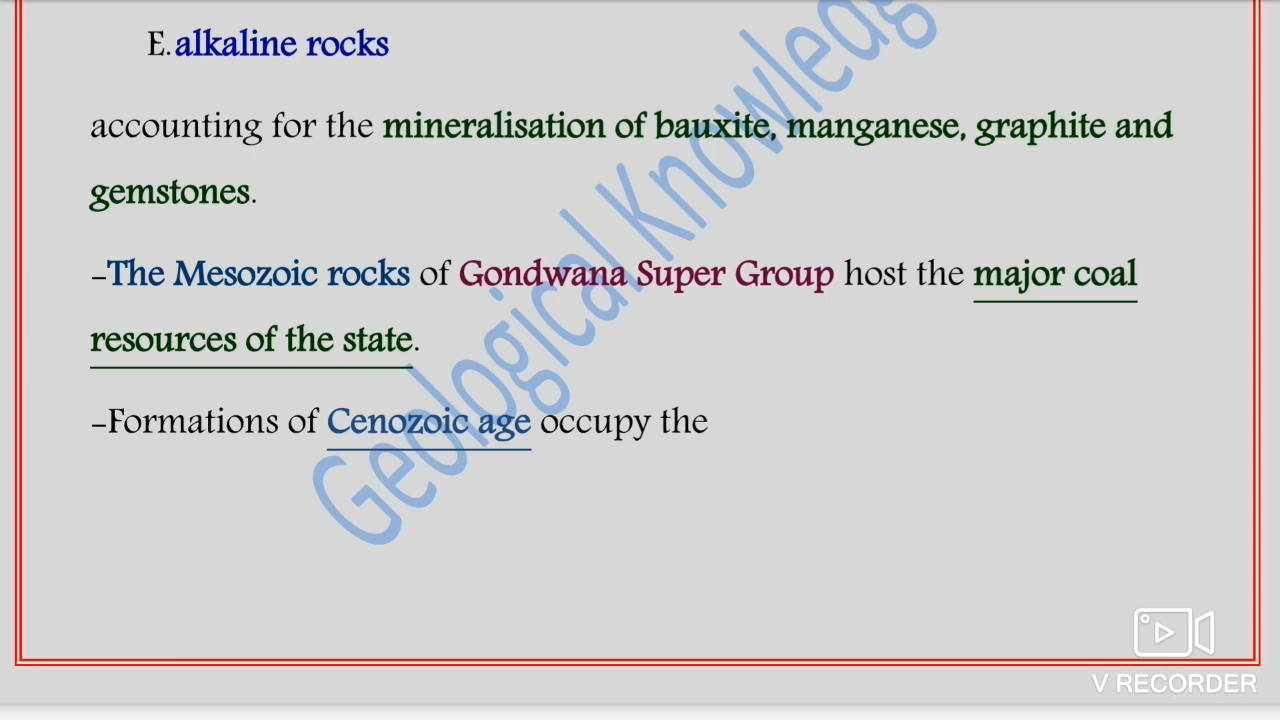 E. alkaline rocks
accounting for the mineralisation of bauxite, manganese, graphite and
gemstones.
-The Mesozoic rocks of Gondwana Super Group host the major coal
resources of the state.
-Formations of Cenozoic age occupy the
Geological Knowledg
V RECORDER